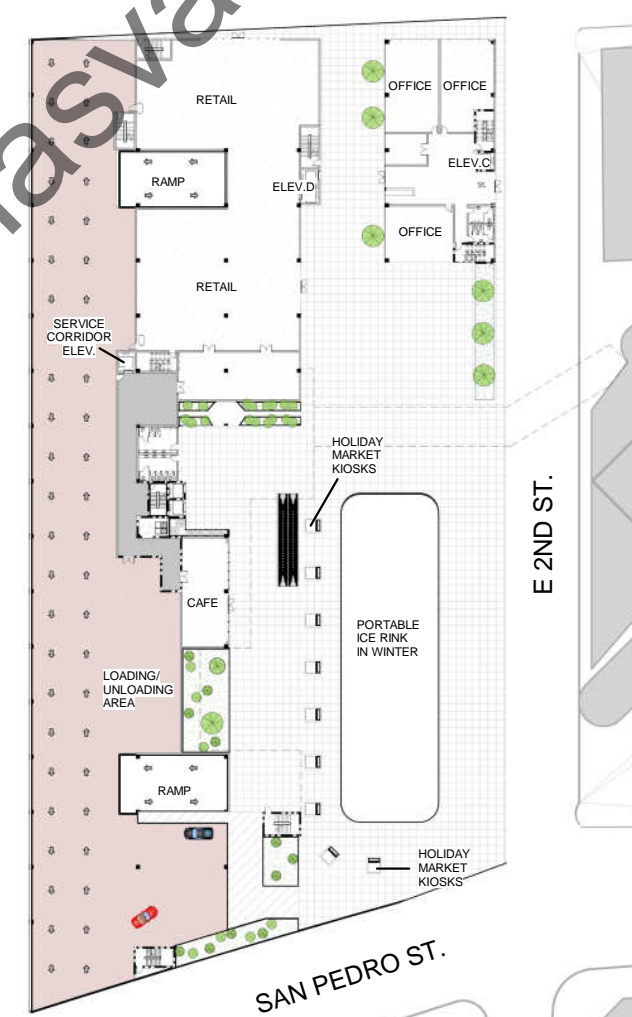 OFFICE
OFFICE
RETAIL
ELEV.C
RAMP
ELEV.D
OFFICE
RETAIL
SERVICE
CORRIDOR
ELEV.
HOLIDAY
MARKET
KIOSKS
E 2ND ST.
CAFE
PORTABLE
ICE RINK
IN WINTER
LOADING/
UNLOADING
AREA
RAMP
HOLIDAY
MARKET
KIOSKS
SAN PEDRO ST.